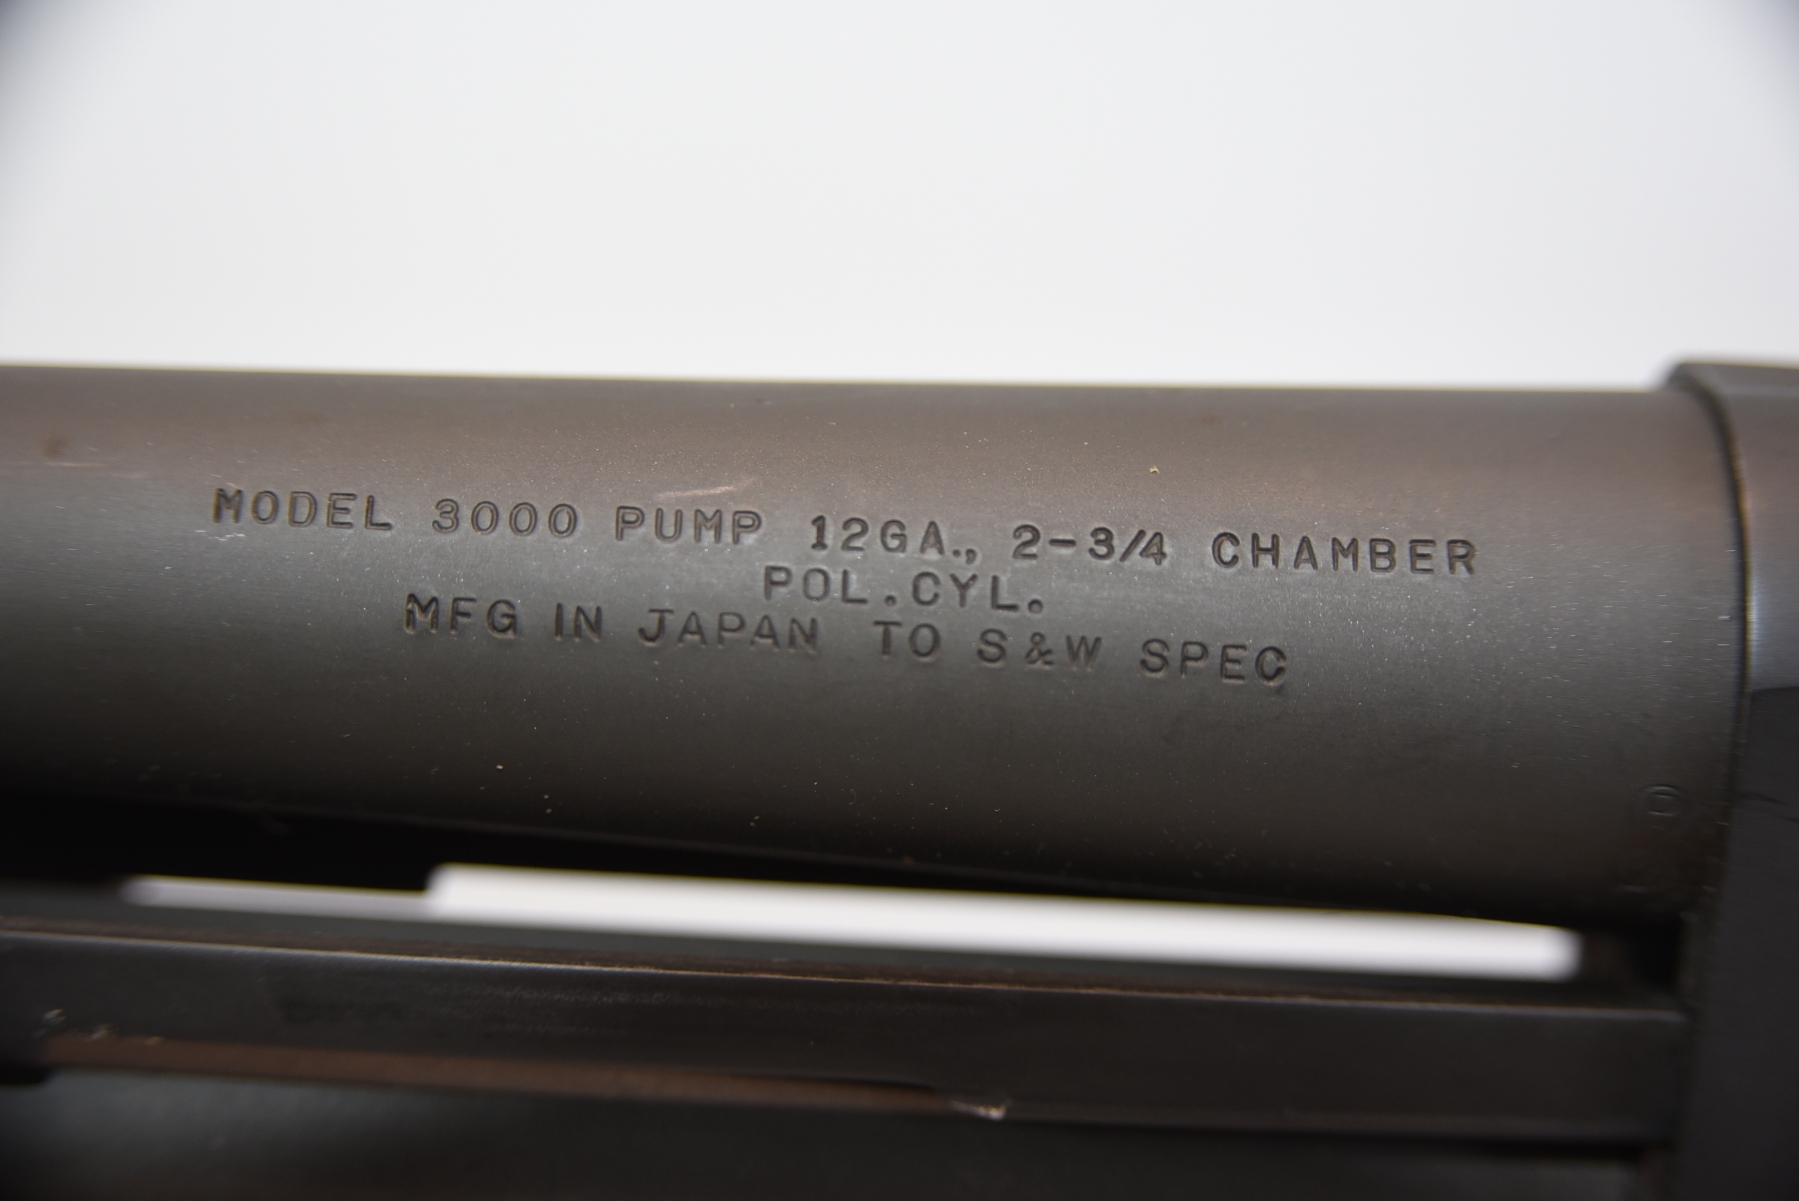 MODEL 3000 PUMP 12GA., 2-3/4 CHAMBER
POL.CYL.
MFG IN JAPAN TO S&W SPEC